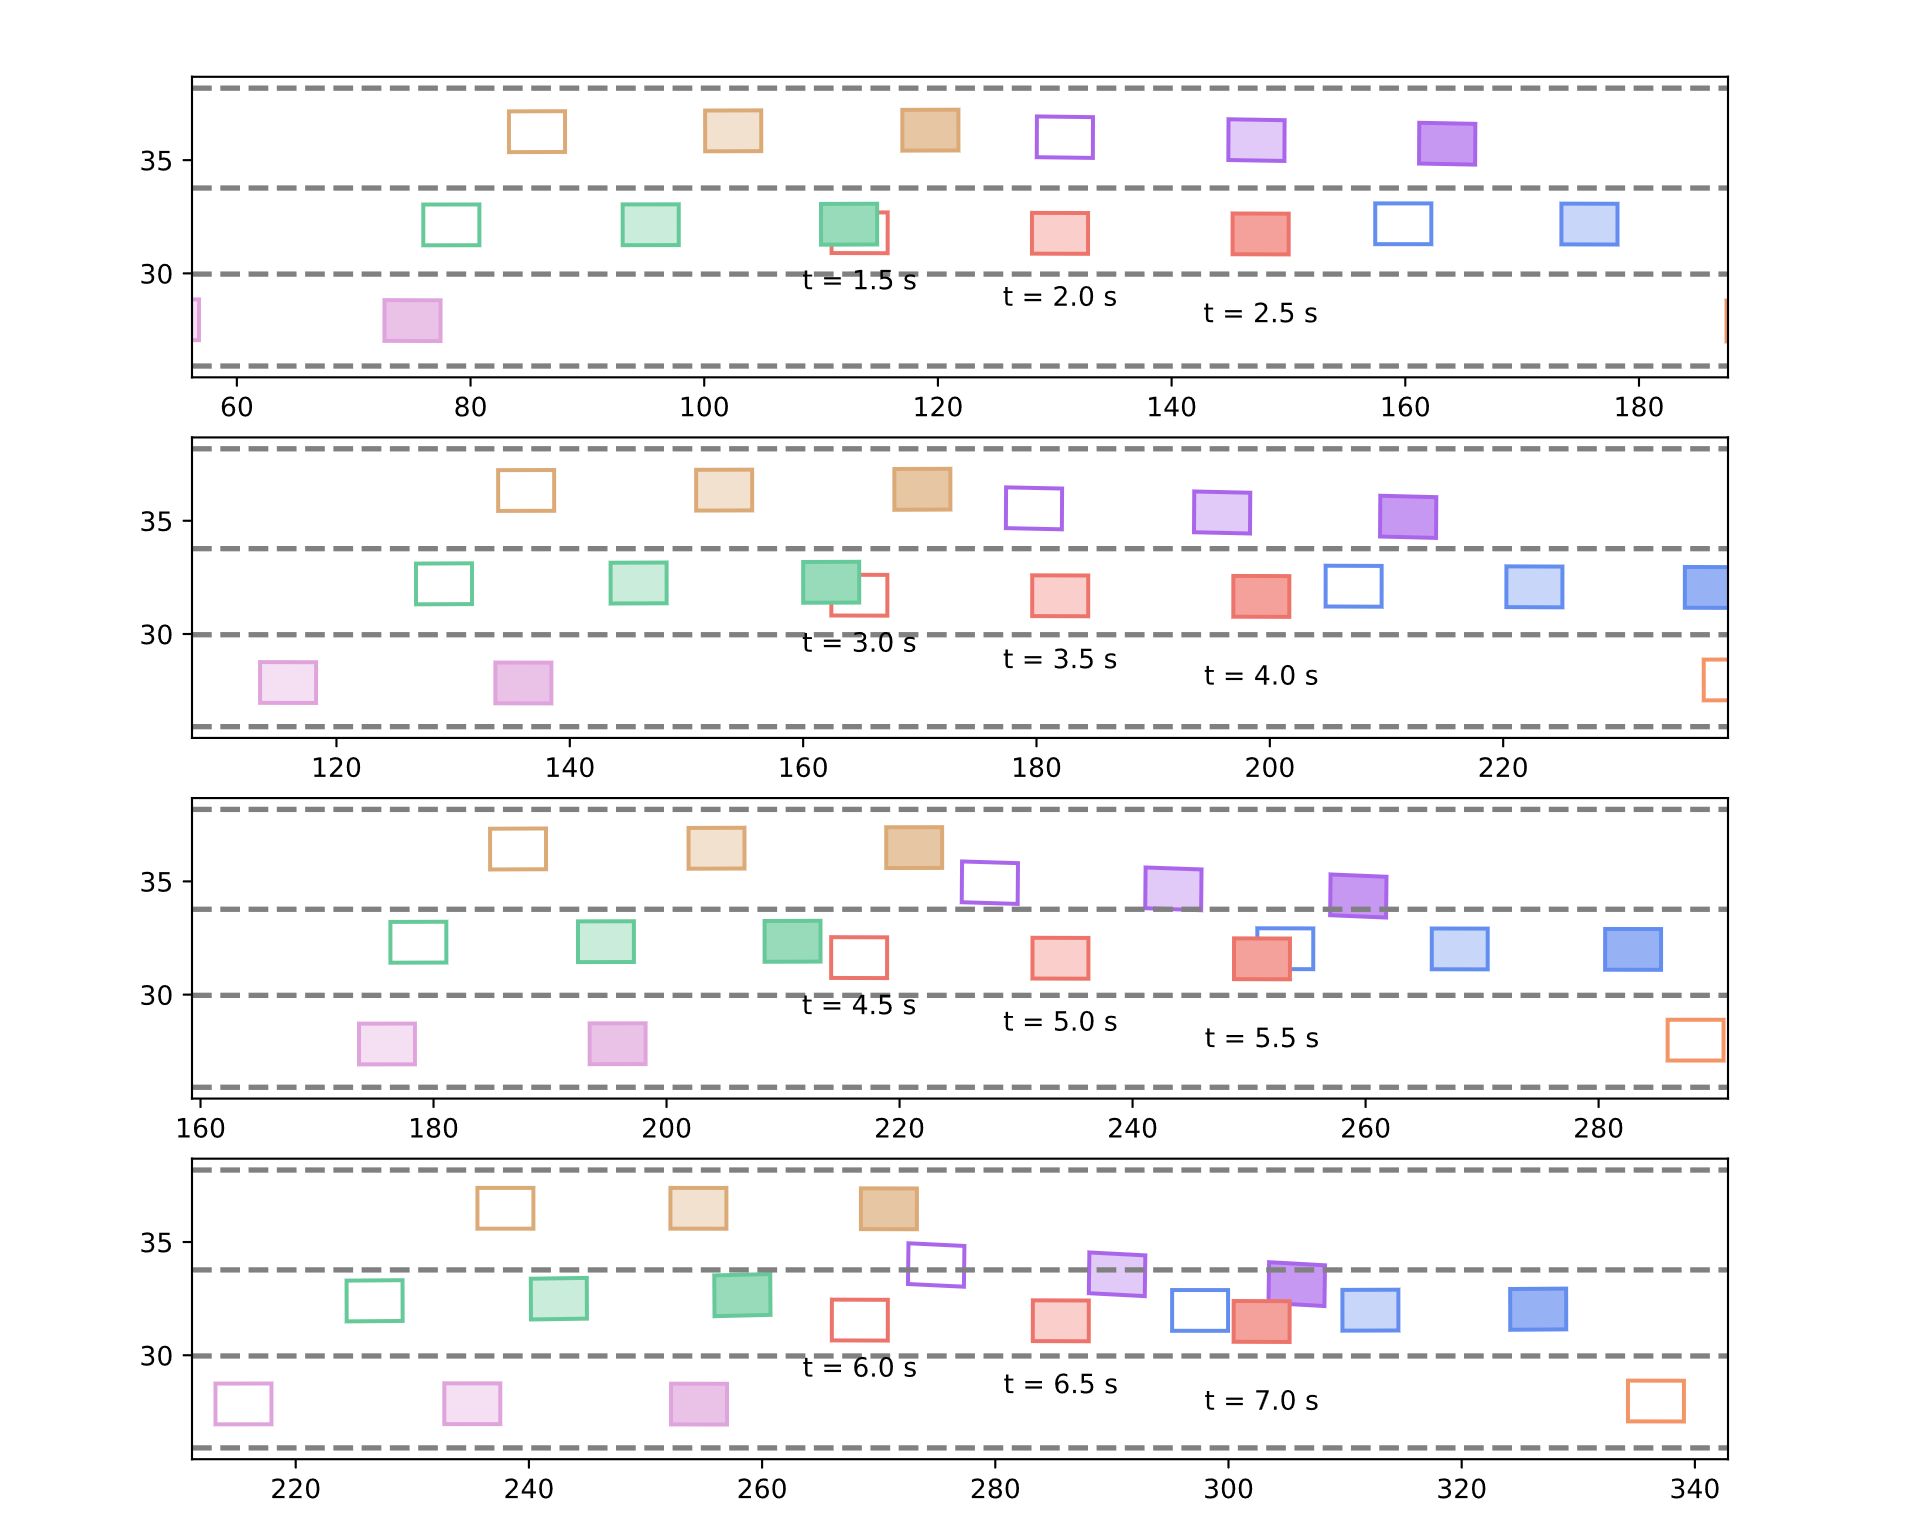 35
30
t = 1.5 s
t = 2.0 s
t = 2.5 s
60 80 100 120 140 160 180
35
30
t = 3.0 s
t = 3.5 s
t = 4.0 s
120 140 160 180 200 220
35
30
t = 4.5 s
t = 5.0 s
t = 5.5 s
160 180 200 220 240 260 280
35
30
t = 6.0 s
t = 6.5 s
t = 7.0 s
220 240 260 280 300 320 340